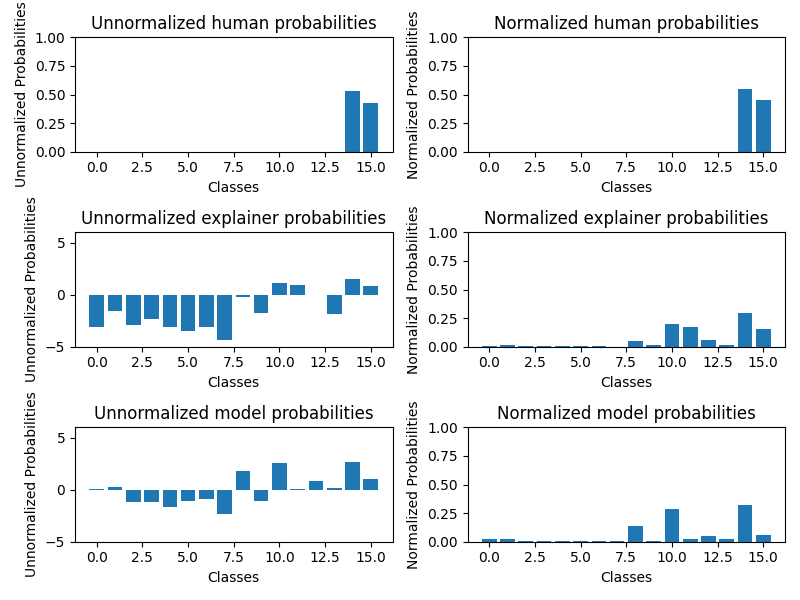 Unnormalized human probabilities
Unnormalized Probabilities
1.00
0.75
0.50
0.25
0.00
0.0 2.5 5.0 7.5 10.0 12.5 15.0
Classes
Normalized human probabilities
Normalized Probabilities
1.00
0.75
0.50
0.25
0.00
0.0 2.5 5.0 7.5 10.0 12.5 15.0
Classes
Unnormalized explainer probabilities
Unnormalized Probabilities
5
0
−5
0.0 2.5 5.0 7.5 10.0 12.5 15.0
Classes
Normalized explainer probabilities
Normalized Probabilities
1.00
0.75
0.50
0.25
0.00
0.0 2.5 5.0 7.5 10.0 12.5 15.0
Classes
Unnormalized model probabilities
Unnormalized Probabilities
5
0
−5
0.0 2.5 5.0 7.5 10.0 12.5 15.0
Classes
Normalized model probabilities
Normalized Probabilities
1.00
0.75
0.50
0.25
0.00
0.0 2.5 5.0 7.5 10.0 12.5 15.0
Classes